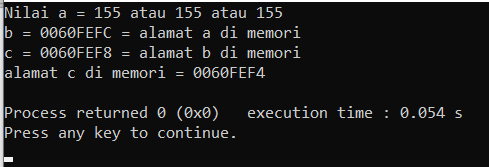 Nilai a = 155 atau 155 atau 155
b = 0060FEFC = alamat a di memori
c = 0060FEF8 = alamat b di memori
alamat c di memori = 0060FEF4
Process returned 0 (0x0)   execution time : 0.054 s
Press any key to continue.